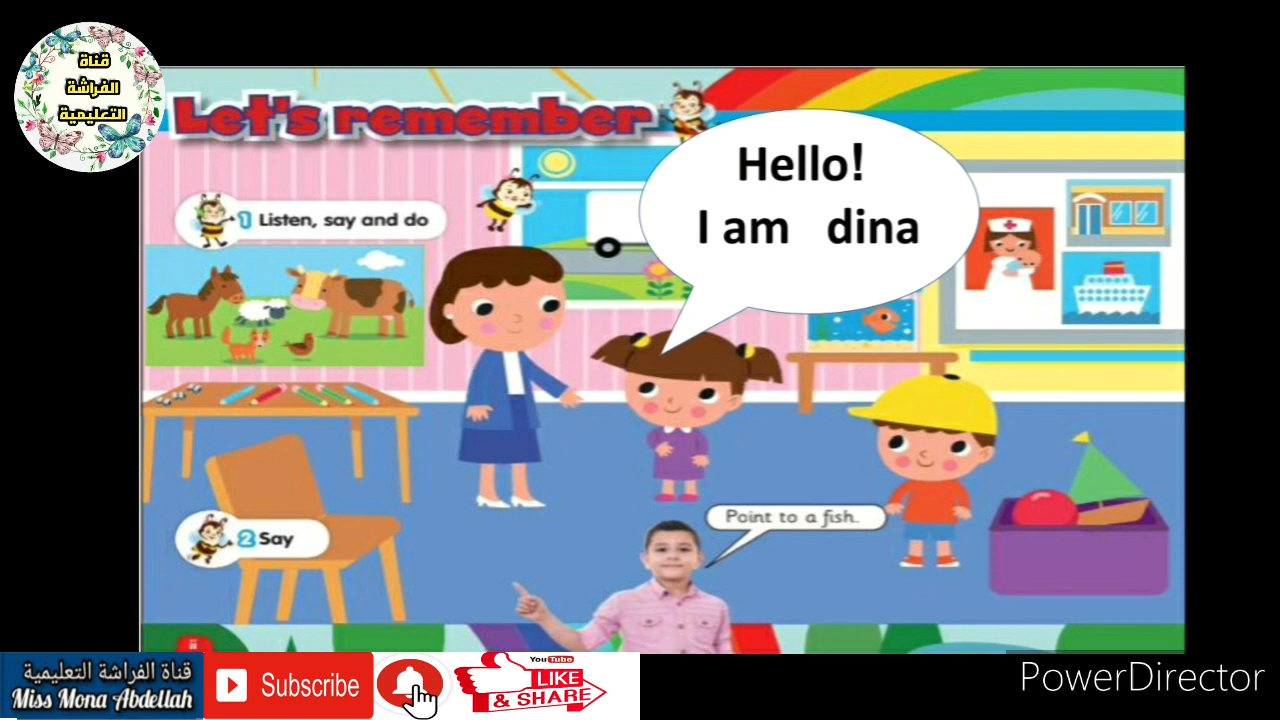 قناة
الفراشة
التعليمية
Let's remember
Hello!
I am dina
1 Listen, say and do
2 Say
Point to a fish.
قناة الفراشة التعليمية
Miss Mona Abdellah
Subscribe
YouTube
LIKE
& SHARE
PowerDirector